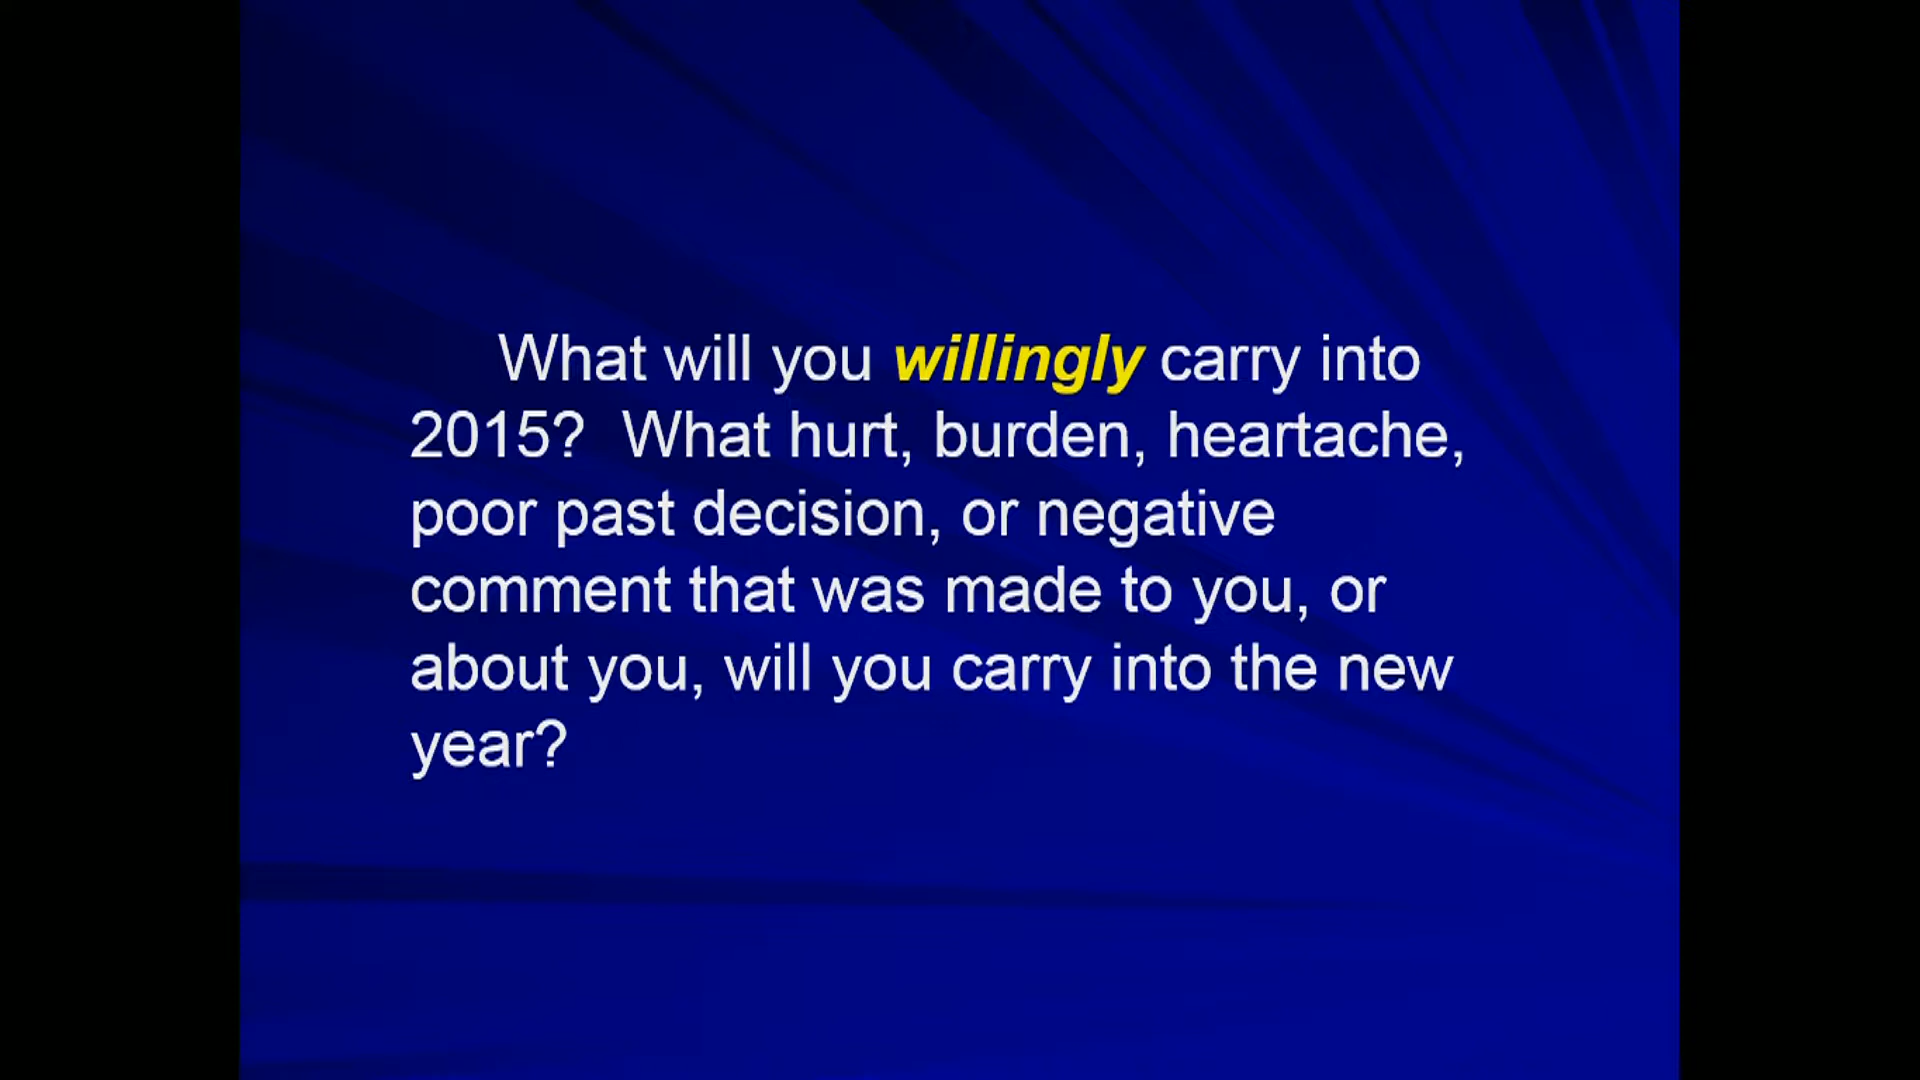 What will you willingly carry into
2015?  What hurt, burden, heartache,
poor past decision, or negative
comment that was made to you, or
about you, will you carry into the new
year?